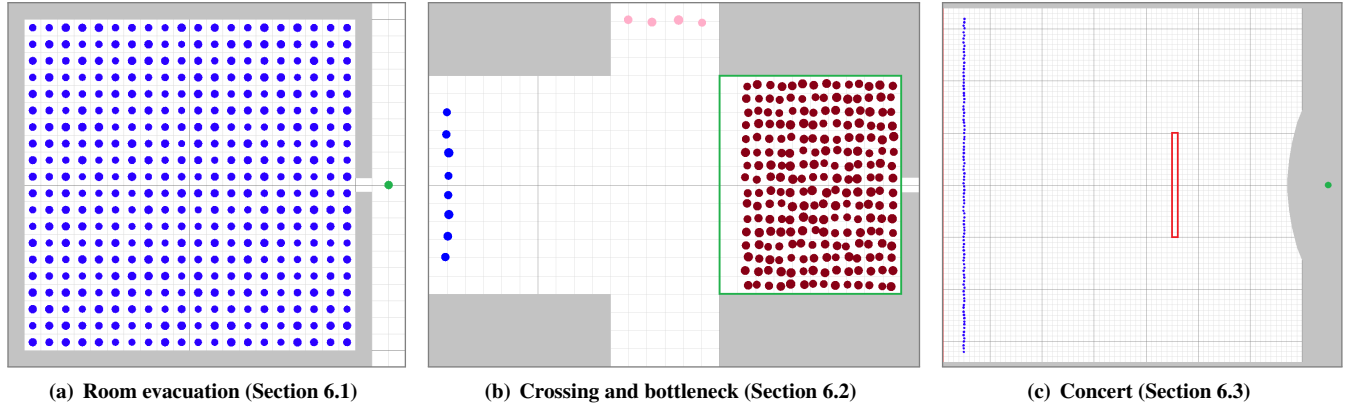 (a) Room evacuation (Section 6.1)
(b) Crossing and bottleneck (Section 6.2)
(c) Concert (Section 6.3)